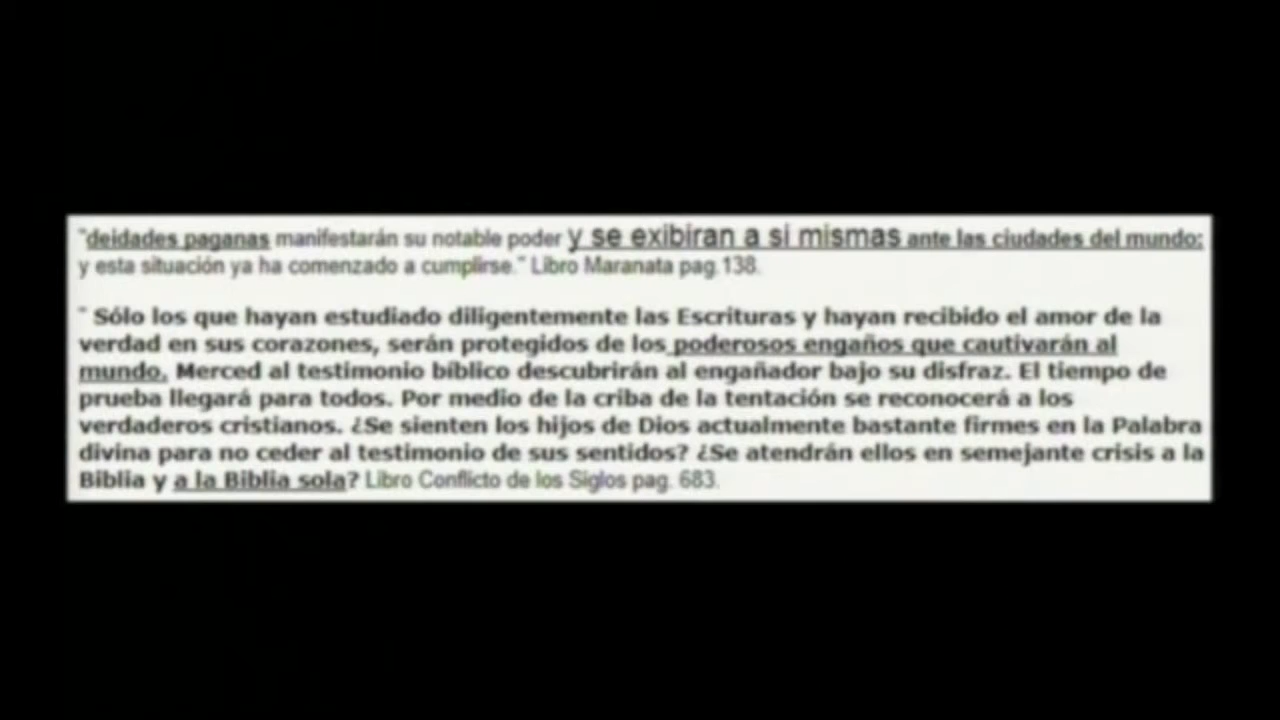 "deidades paganas manifestarán su notable poder y se exibiran a si mismas ante las ciudades del mundo;
y esta situación ya ha comenzado a cumplirse." Libro Maranata pag.138.
" Sólo los que hayan estudiado diligentemente las Escrituras y hayan recibido el amor de la
verdad en sus corazones, serán protegidos de los poderosos engaños que cautivarán al
mundo. Merced al testimonio bíblico descubrirán al engañador bajo su disfraz. El tiempo de
prueba llegará para todos. Por medio de la criba de la tentación se reconocerá a los
verdaderos cristianos. ¿Se sienten los hijos de Dios actualmente bastante firmes en la Palabra
divina para no ceder al testimonio de sus sentidos? ¿Se atendrán ellos en semejante crisis a la
Biblia y a la Biblia sola? Libro Conflicto de los Siglos pag. 683.